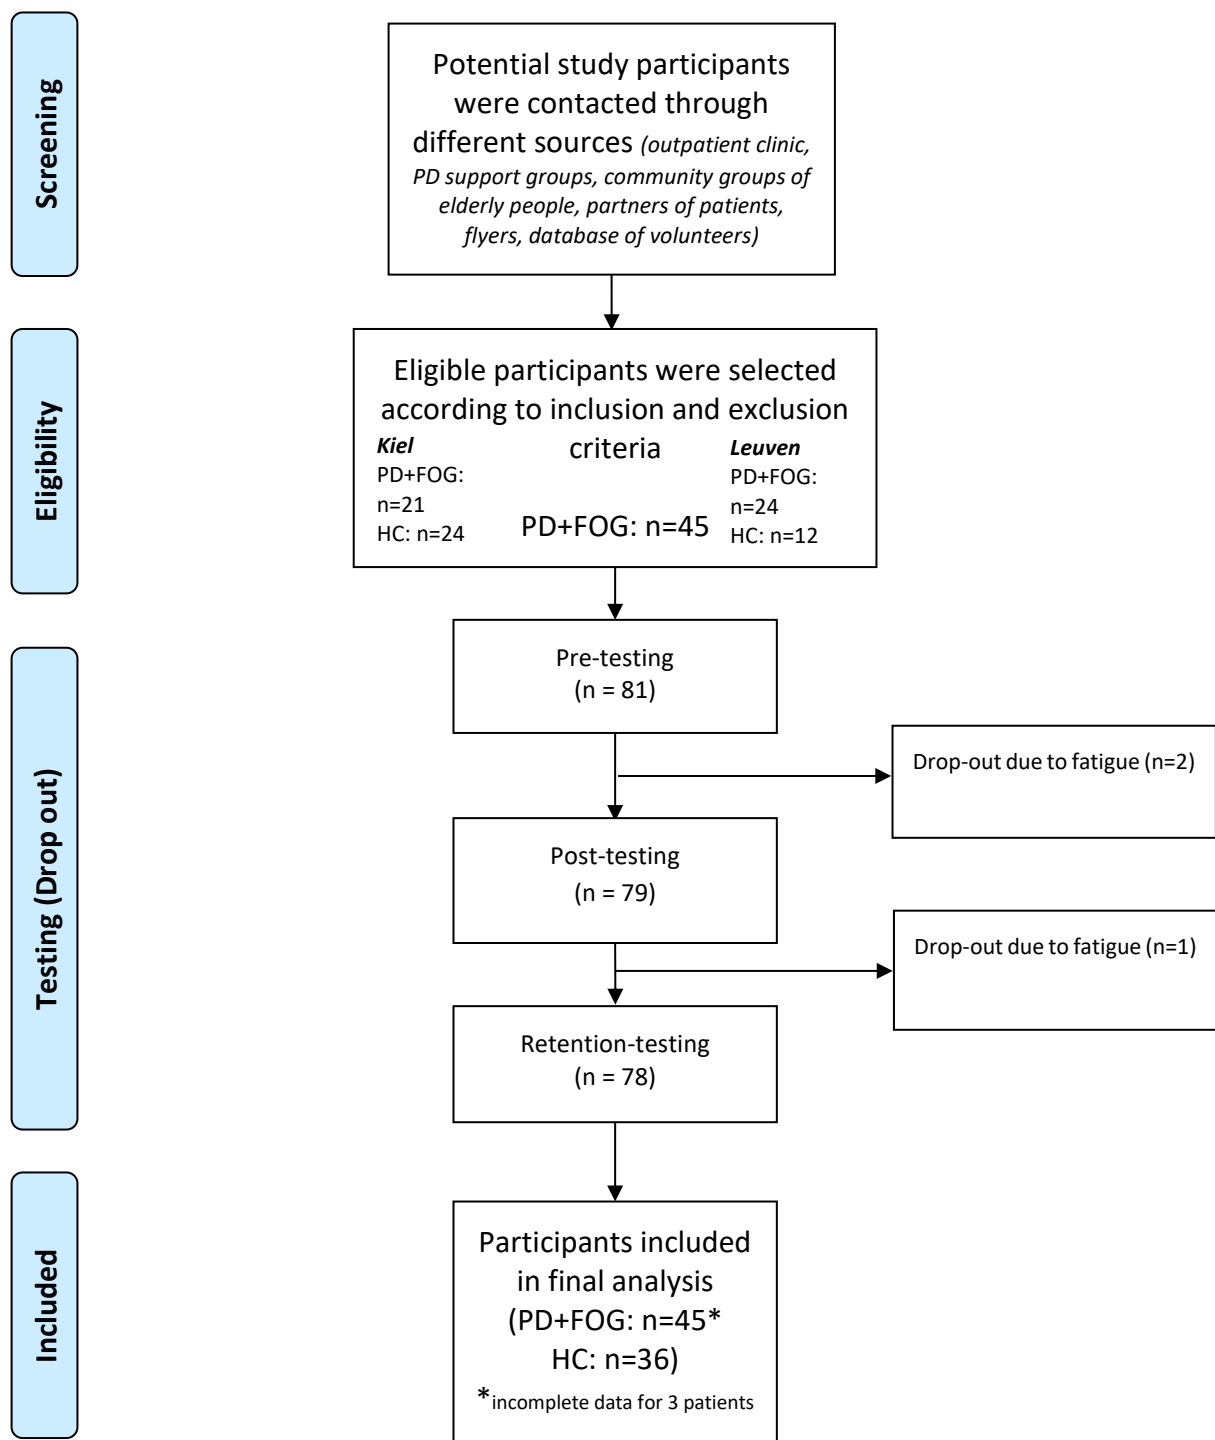 Screening
Potential study participants
were contacted through
different sources (outpatient clinic,
PD support groups, community groups of
elderly people, partners of patients,
flyers, database of volunteers)
Eligibility
Eligible participants were selected
according to inclusion and exclusion
criteria
Kiel
PD+FOG:
n=21
HC: n=24
PD+FOG: n=45
Leuven
PD+FOG:
n=24
HC: n=12
Testing (Drop out)
Pre-testing
(n = 81)
Drop-out due to fatigue (n=2)
Post-testing
(n = 79)
Drop-out due to fatigue (n=1)
Retention-testing
(n = 78)
Included
Participants included
in final analysis
(PD+FOG: n=45*
HC: n=36)
*incomplete data for 3 patients